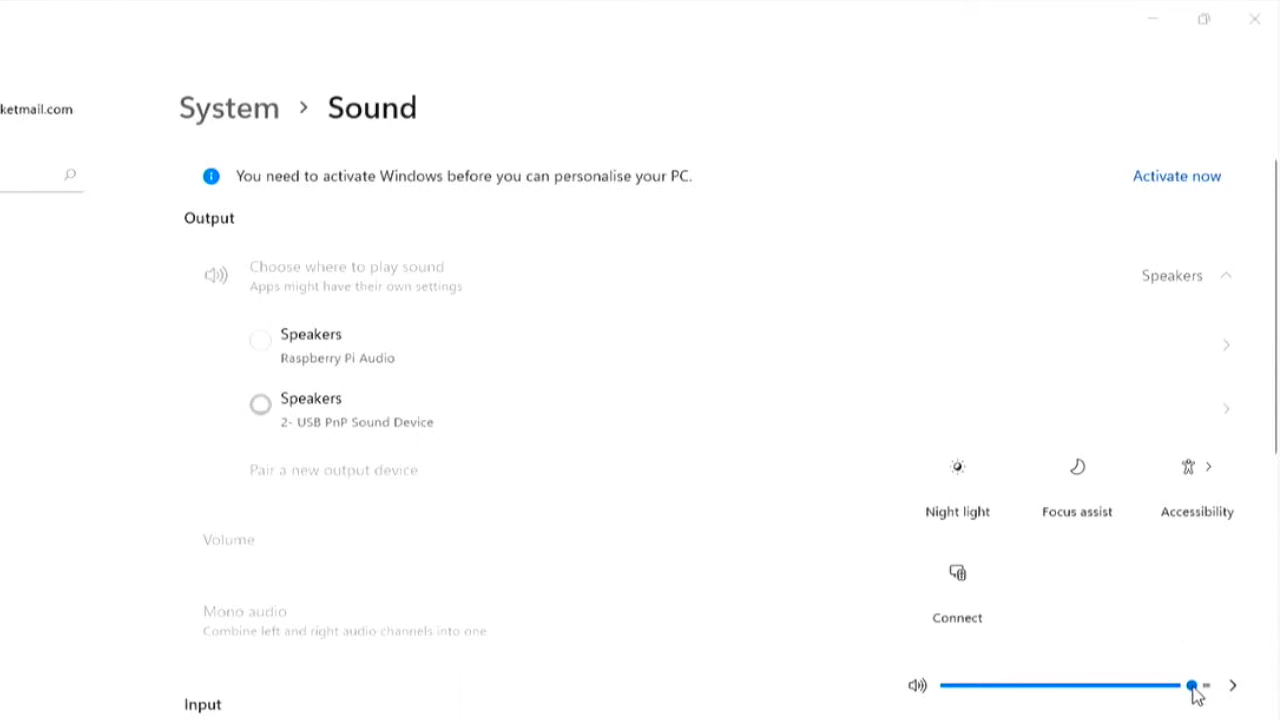 ketmail.com
System > Sound
You need to activate Windows before you can personalise your PC.
Activate now
Output
Choose where to play sound
Apps might have their own settings
Speakers
Speakers
Raspberry Pi Audio
Speakers
2- USB PnP Sound Device
Pair a new output device
Night light
Focus assist
Accessibility
Volume
Connect
Mono audio
Combine left and right audio channels into one
Input